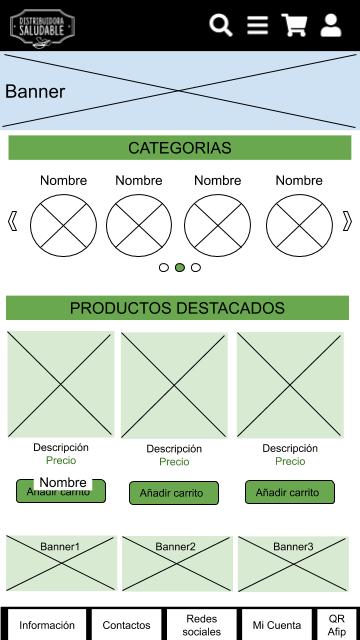 DISTRIBUIDORA
SALUDABLE
Banner
CATEGORIAS
Nombre Nombre Nombre Nombre
PRODUCTOS DESTACADOS
Descripción Descripción Descripción
Precio Precio Precio
Nombre
Añadir carrito Añadir carrito Añadir carrito
Banner1 Banner2 Banner3
Información Contactos Redes sociales Mi Cuenta QR Afip